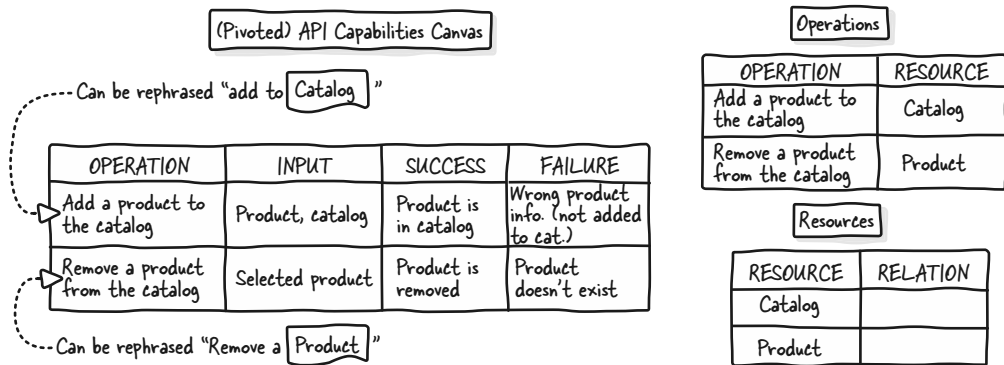 (Pivoted) API Capabilities Canvas
Can be rephrased “add to Catalog ”
OPERATION INPUT SUCCESS FAILURE
Add a product to
the catalog
Product, catalog
Product is
in catalog
Wrong product
info. (not added
to cat.)
Remove a product
from the catalog
Selected product
Product is
removed
Product
doesn't exist
Can be rephrased “Remove a Product ”
Operations
OPERATION RESOURCE
Add a product to
the catalog
Catalog
Remove a product
from the catalog
Product
Resources
RESOURCE RELATION
Catalog
Product